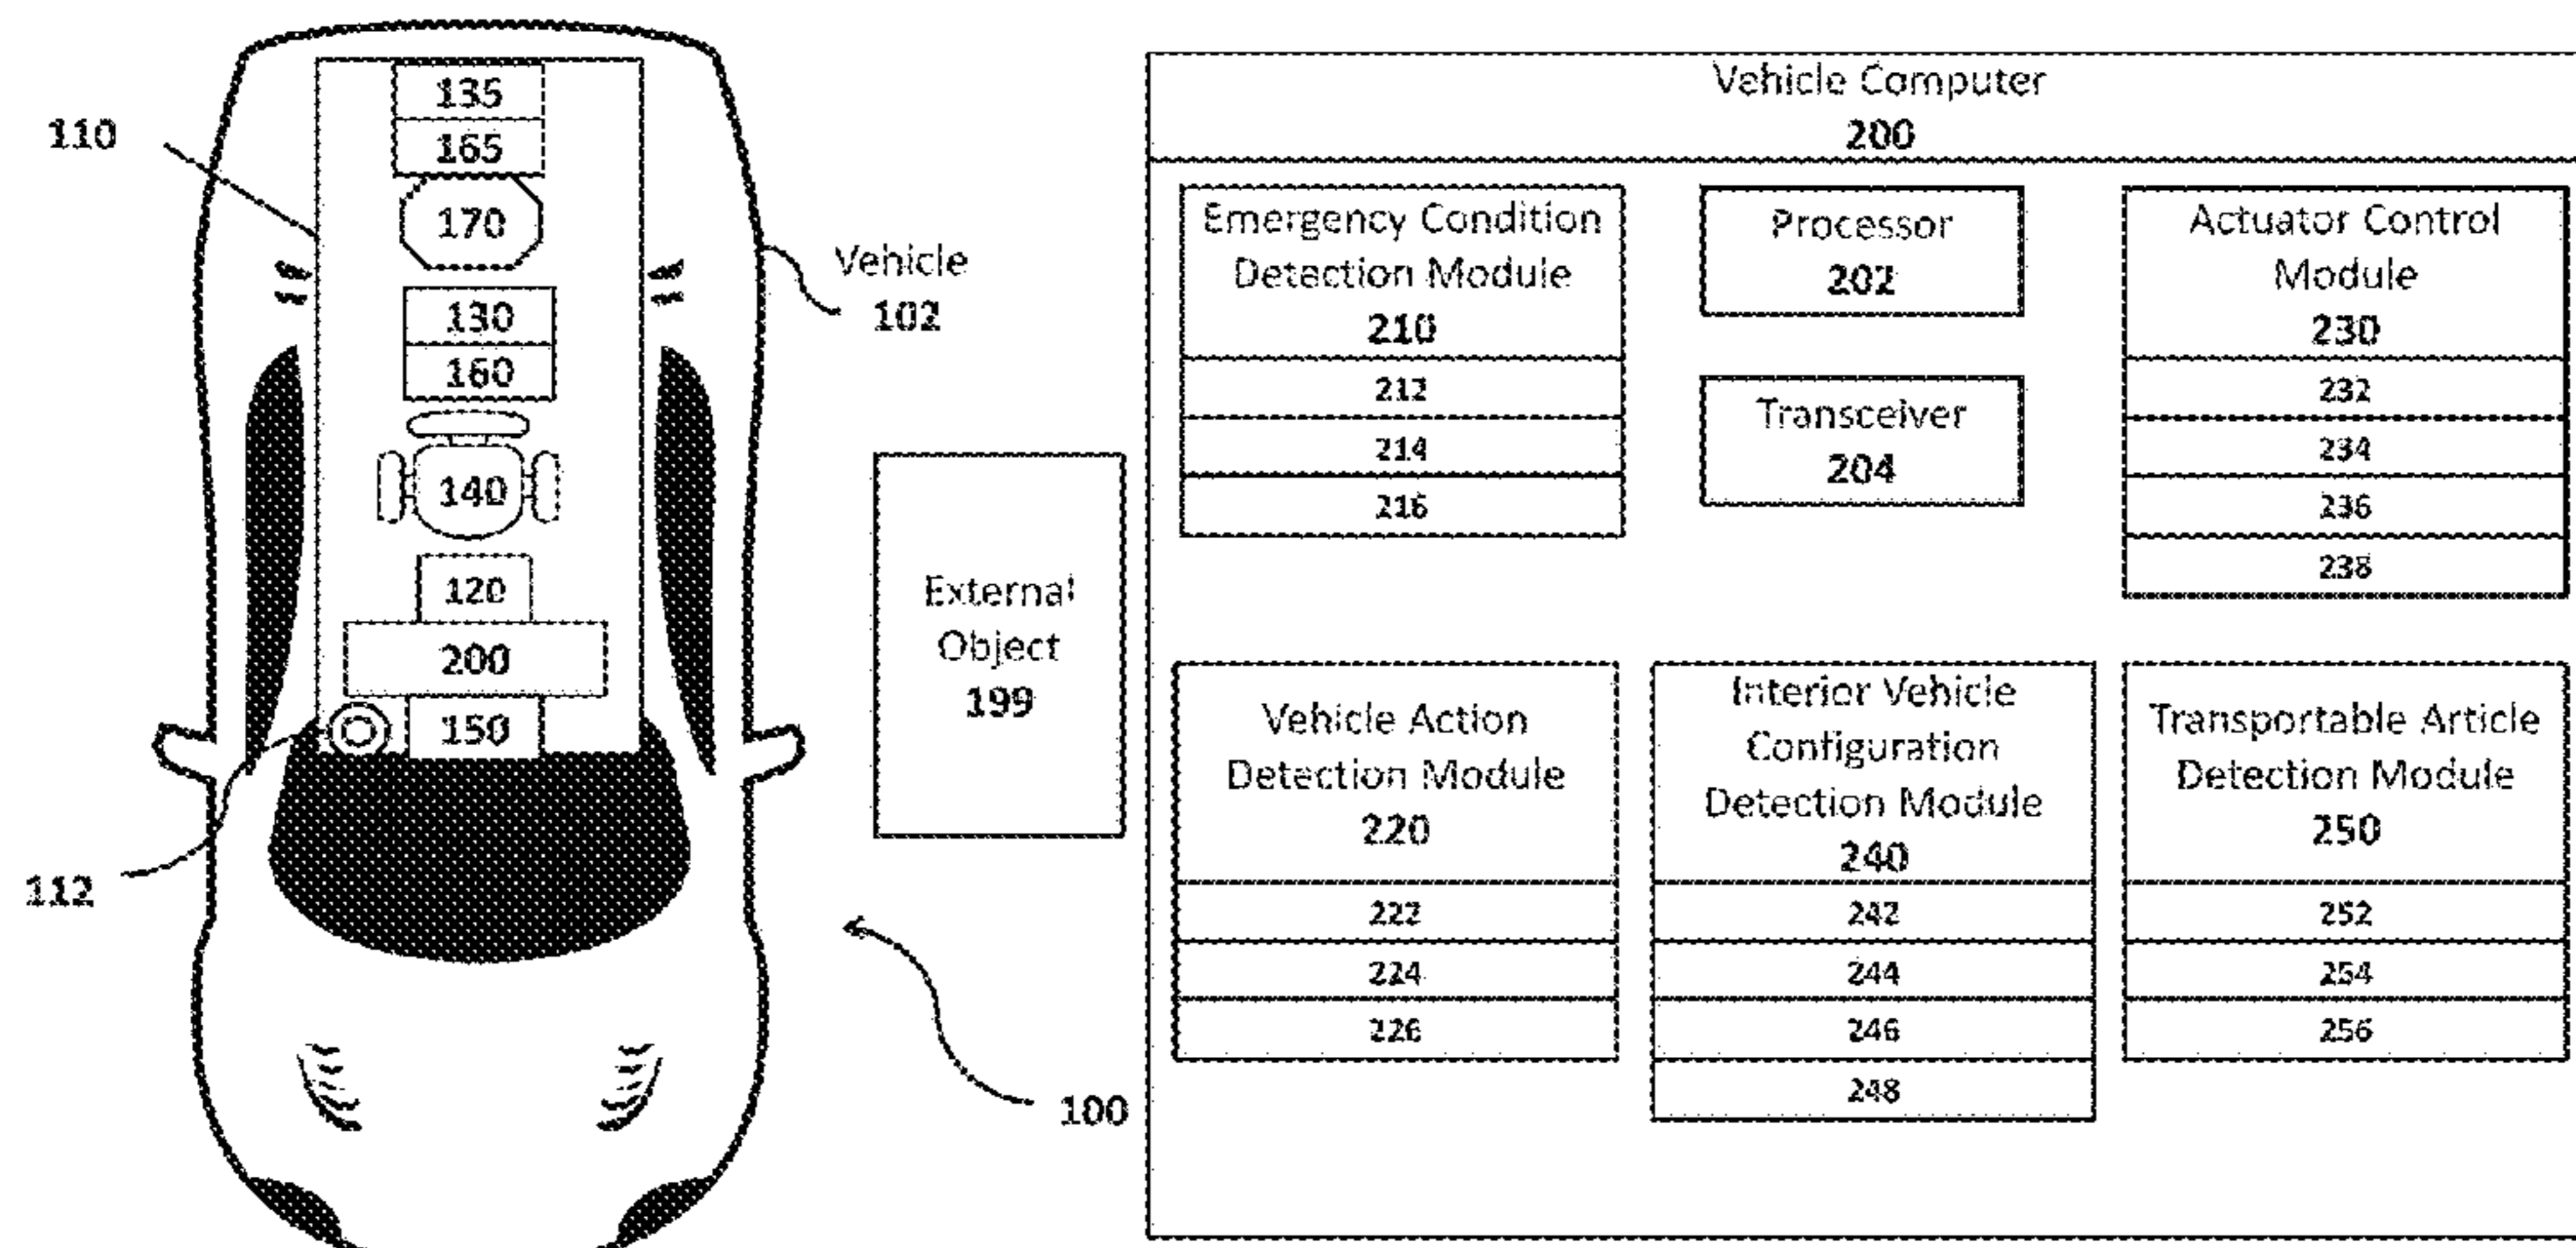 110
135
165
170
130
160
140
120
200
150
112
Vehicle
102
External
Object
199
100
Vehicle Computer
200
Emergency Condition
Detection Module
210
212
214
216
Processor
202
Transceiver
204
Actuator Control
Module
230
232
234
236
238
Vehicle Action
Detection Module
220
222
224
226
Interior Vehicle
Configuration
Detection Module
240
242
244
246
248
Transportable Article
Detection Module
250
252
254
256